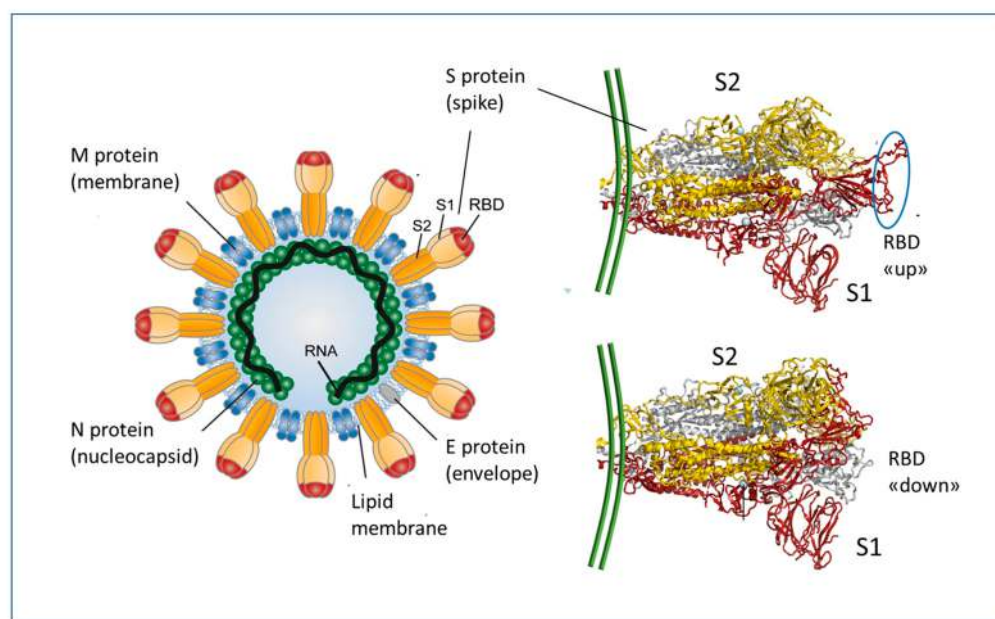 S protein
(spike)
M protein
(membrane)
S2
S1
RBD
RNA
N protein
(nucleocapsid)
E protein
(envelope)
Lipid
membrane
S2
RBD
«up»
S1
S2
RBD
«down»
S1